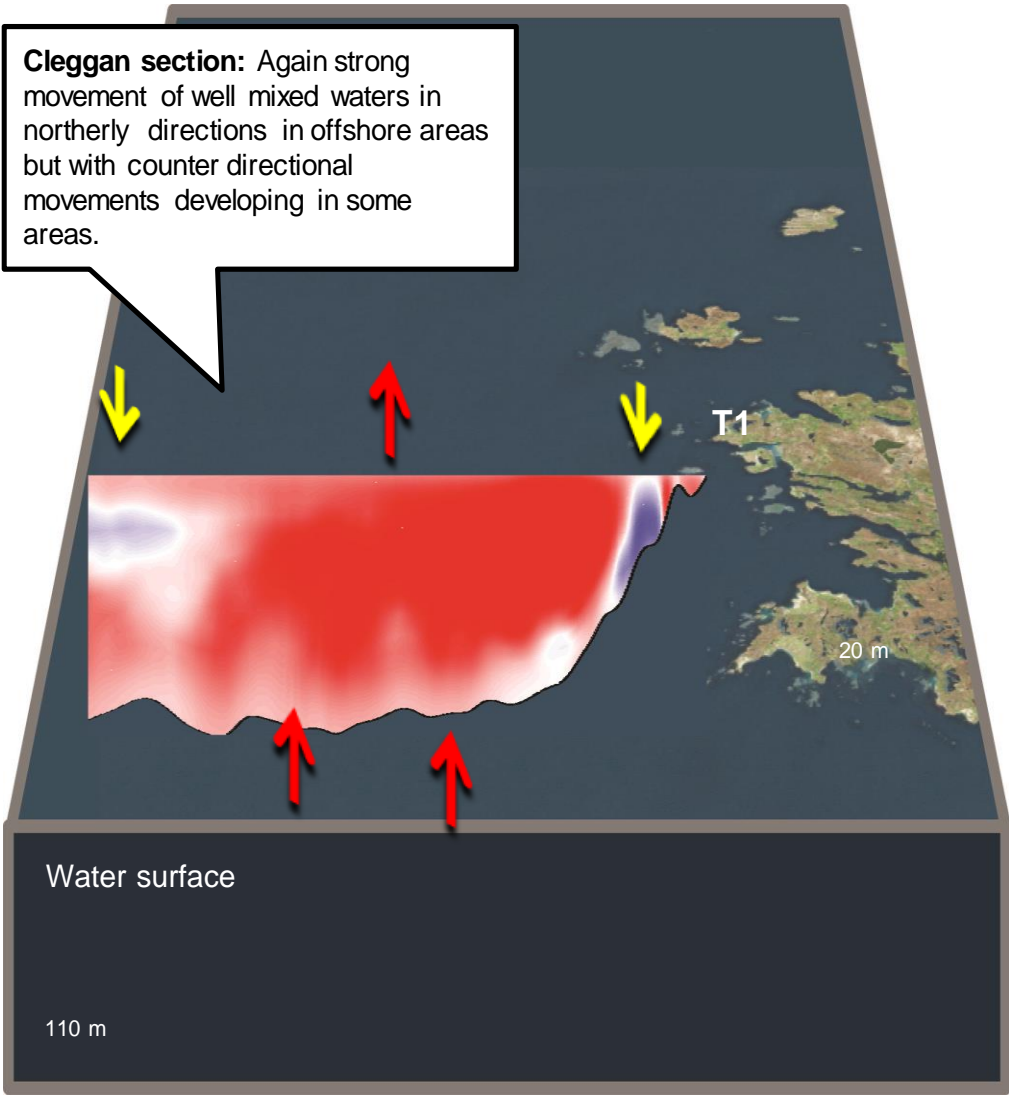 Cleggan section: Again strong
movement of well mixed waters in
northerly directions in offshore areas
but with counter directional
movements developing in some
areas.
T1
20 m
Water surface
110 m